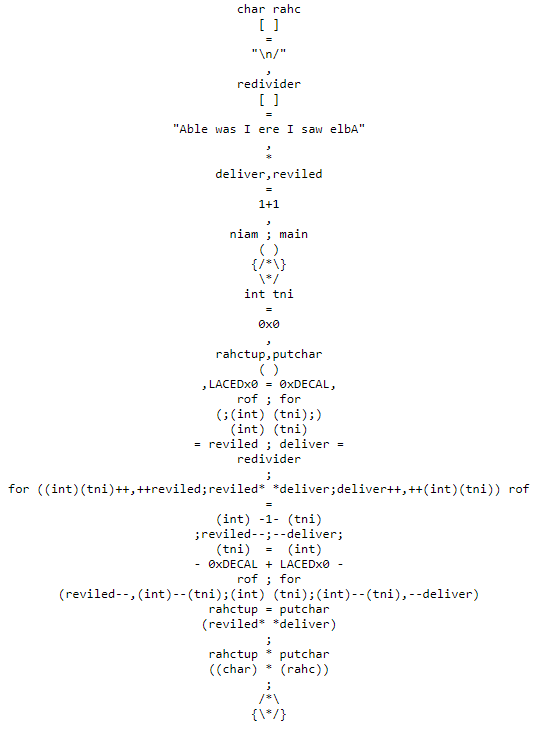 char rahc
[ ]
=
"\n/"
,
redivider
[ ]
=
"Able was I ere I saw elbA"
,
*
deliver,reviled
=
1+1
,
niam ; main
( )
{/*\}
\*/
int tni
=
0x0
,
rahctup,putchar
( )
,LACEDx0 = 0xDECAL,
rof ; for
(;(int) (tni);)
(int) (tni)
= reviled ; deliver =
redivider
;
for ((int)(tni)++,++reviled;reviled* *deliver;deliver++,++(int)(tni)) rof
=
(int) -1- (tni)
;reviled--;--deliver;
(tni)  =  (int)
- 0xDECAL + LACEDx0 -
rof ; for
(reviled--,(int)--(tni);(int) (tni);(int)--(tni),--deliver)
rahctup = putchar
(reviled* *deliver)
;
rahctup * putchar
((char) * (rahc))
;
/*\
{\*/}